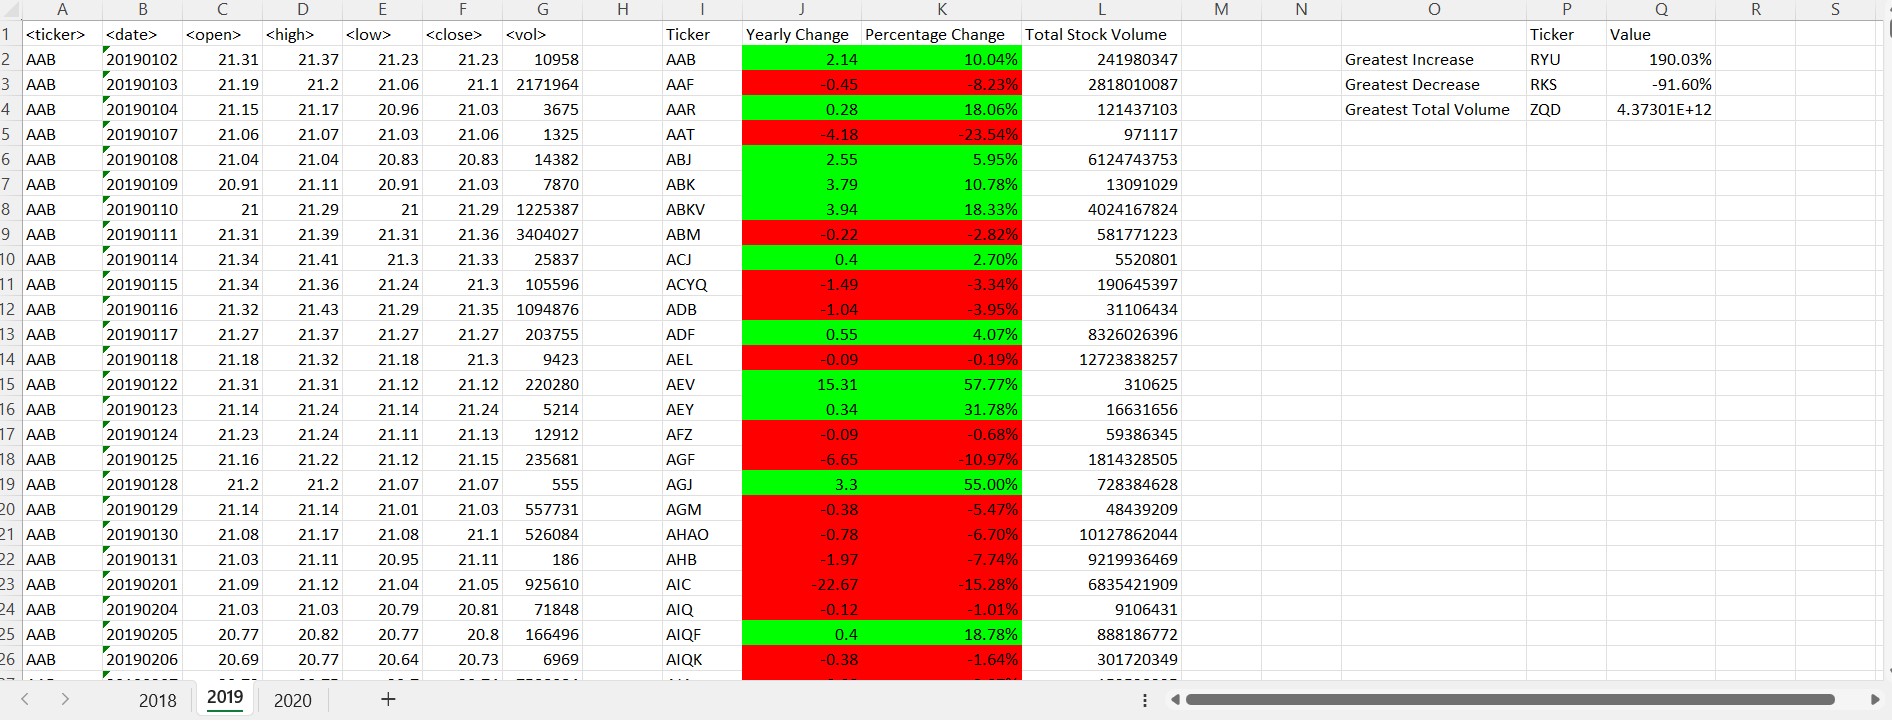 A B C D E F G H I J K L M N O P Q R S
1 <ticker> <date> <open> <high> <low> <close> <vol> Ticker Yearly Change Percentage Change Total Stock Volume Ticker Value
2 AAB 20190102 21.31 21.37 21.23 21.23 10958 AAB 2.14 10.04% 241980347 Greatest Increase RYU 190.03%
3 AAB 20190103 21.19 21.2 21.06 21.1 2171964 AAF -0.45 -8.23% 2818010087 Greatest Decrease RKS -91.60%
4 AAB 20190104 21.15 21.17 20.96 21.03 3675 AAR 0.28 18.06% 121437103 Greatest Total Volume ZQD 4.37301E+12
5 AAB 20190107 21.06 21.07 21.03 21.06 1325 AAT -4.18 -23.54% 971117
6 AAB 20190108 21.04 21.04 20.83 20.83 14382 ABJ 2.55 5.95% 6124743753
7 AAB 20190109 20.91 21.11 20.91 21.03 7870 ABK 3.79 10.78% 13091029
8 AAB 20190110 21 21.29 21 21.29 1225387 ABKV 3.94 18.33% 4024167824
9 AAB 20190111 21.31 21.39 21.31 21.36 3404027 ABM -0.22 -2.82% 581771223
10 AAB 20190114 21.34 21.41 21.3 21.33 25837 ACJ 0.4 2.70% 5520801
11 AAB 20190115 21.34 21.36 21.24 21.3 105596 ACYQ -1.49 -3.34% 190645397
12 AAB 20190116 21.32 21.43 21.29 21.35 1094876 ADB -1.04 -3.95% 31106434
13 AAB 20190117 21.27 21.37 21.27 21.27 203755 ADF 0.55 4.07% 8326026396
14 AAB 20190118 21.18 21.32 21.18 21.3 9423 AEL -0.09 -0.19% 12723838257
15 AAB 20190122 21.31 21.31 21.12 21.12 220280 AEV 15.31 57.77% 310625
16 AAB 20190123 21.14 21.24 21.14 21.24 5214 AEY 0.34 31.78% 16631656
17 AAB 20190124 21.23 21.24 21.11 21.13 12912 AFZ -0.09 -0.68% 59386345
18 AAB 20190125 21.16 21.22 21.12 21.15 235681 AGF -6.65 -10.97% 1814328505
19 AAB 20190128 21.2 21.2 21.07 21.07 555 AGJ 3.3 55.00% 728384628
20 AAB 20190129 21.14 21.14 21.01 21.03 557731 AGM -0.38 -5.47% 48439209
21 AAB 20190130 21.08 21.17 21.08 21.1 526084 AHAO -0.78 -6.70% 10127862044
22 AAB 20190131 21.03 21.11 20.95 21.11 186 AHB -1.97 -7.74% 9219936469
23 AAB 20190201 21.09 21.12 21.04 21.05 925610 AIC -22.67 -15.28% 6835421909
24 AAB 20190204 21.03 21.03 20.79 20.81 71848 AIQ -0.12 -1.01% 9106431
25 AAB 20190205 20.77 20.82 20.77 20.8 166496 AIQF 0.4 18.78% 888186772
26 AAB 20190206 20.69 20.77 20.64 20.73 6969 AIQK -0.38 -1.64% 301720349
2018 2019 2020 +